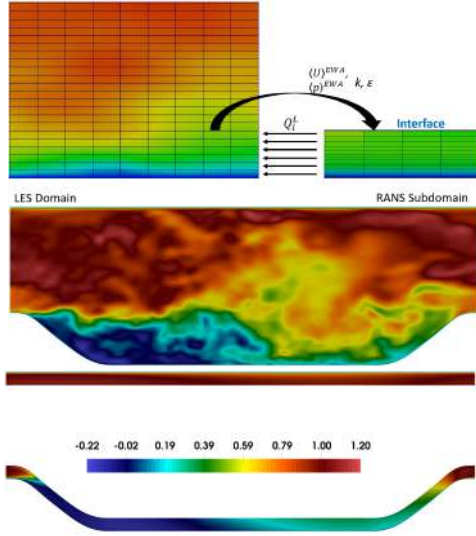 ⟨U⟩ᴱᵂᴬ,
⟨p⟩ᴱᵂᴬ k, ε
Qᵢᴸ
Interface
LES Domain
RANS Subdomain
-0.22 -0.02 0.19 0.39 0.59 0.79 1.00 1.20